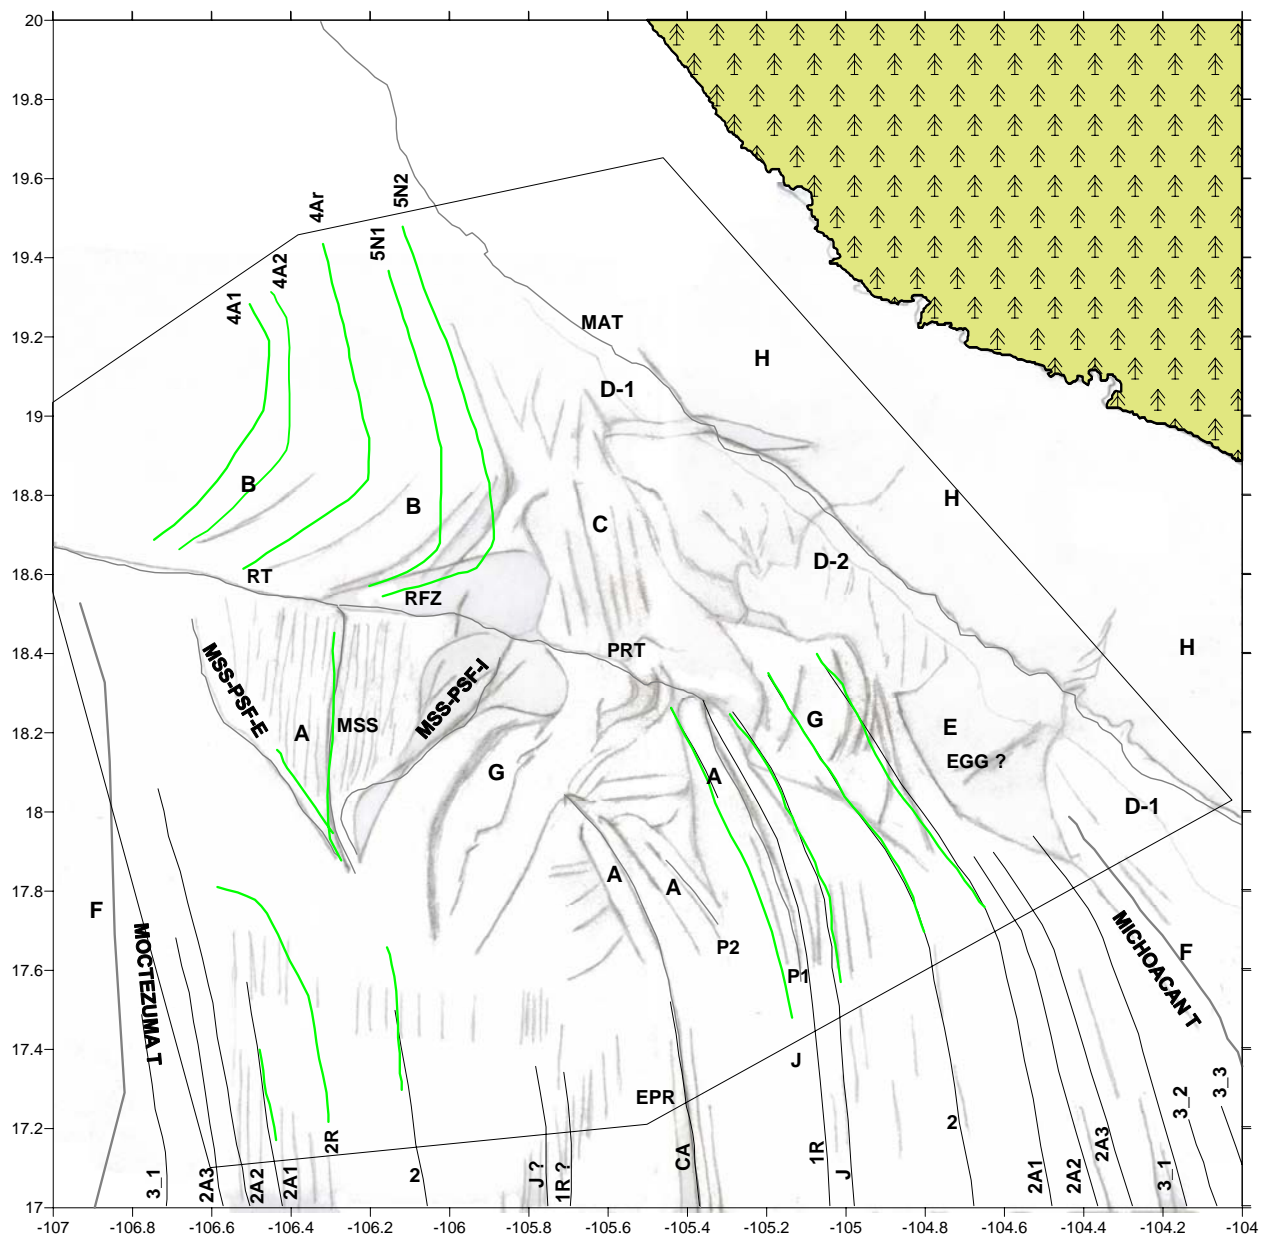 20
19.8
19.6
5N2
4Ar
5N1
19.4
4A2
4A1
19.2
MAT
H
D-1
19
B
B
18.8
H
C
D-2
18.6
RT
RFZ
18.4
PRT
H
MSS-PSF-E
MSS-PSF-I
18.2
A
MSS
G
E
G
A
EGG ?
18
D-1
17.8
A
A
F
P2
F
MOCTEZUMA T
MICHOACAN T
17.6
P1
17.4
J
EPR
3_3
3_2
17.2
2R
2
2A3
CA
1R
3_1
2A3
2A2
2A1
2
J ?
1R ?
J
2A1
2A2
3_1
17
-107 -106.8 -106.6 -106.4 -106.2 -106 -105.8 -105.6 -105.4 -105.2 -105 -104.8 -104.6 -104.4 -104.2 -104